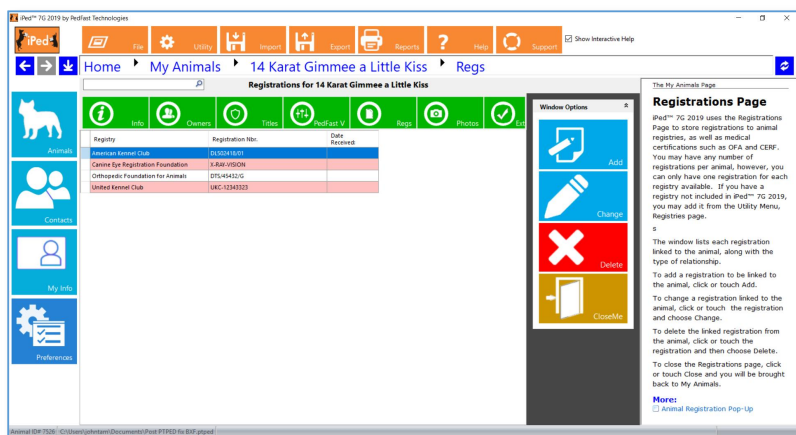 iPed™ 7G 2019 by PedFast Technologies
iPed
File
Utility
Import
Export
Reports
Help
Support
Show Interactive Help
Home My Animals 14 Karat Gimmee a Little Kiss Regs
Registrations for 14 Karat Gimmee a Little Kiss
Info
Owners
Titles
PedFast V
Regs
Photos
Ext
Registry Registration Nbr. Date Received:
American Kennel Club DL502418/01
Canine Eye Registration Foundation X-RAY-VISION
Orthopedic Foundation for Animals DTS/45432/G
United Kennel Club UKC-12343323
Animals
Contacts
My Info
Preferences
Window Options
Add
Change
Delete
CloseMe
The My Animals Page
Registrations Page
iPed™ 7G 2019 uses the Registrations
Page to store registrations to animal
registries, as well as medical
certifications such as OFA and CERF.
You may have any number of
registrations per animal, however, you
can only have one registration for each
registry available. If you have a
registry not included in iPed™ 7G 2019,
you may add it from the Utility Menu,
Registries page.
s
The window lists each registration
linked to the animal, along with the
type of relationship.
To add a registration to be linked to
the animal, click or touch Add.
To change a registration linked to the
animal, click or touch the registration
and choose Change.
To delete the linked registration from
the animal, click or touch the
registration and then choose Delete.
To close the Registrations page, click
or touch Close and you will be brought
back to My Animals.
More:
Animal Registration Pop-Up
Animal ID# 7526 C:\Users\johntam\Documents\Post PTPED fix BXF.ptped